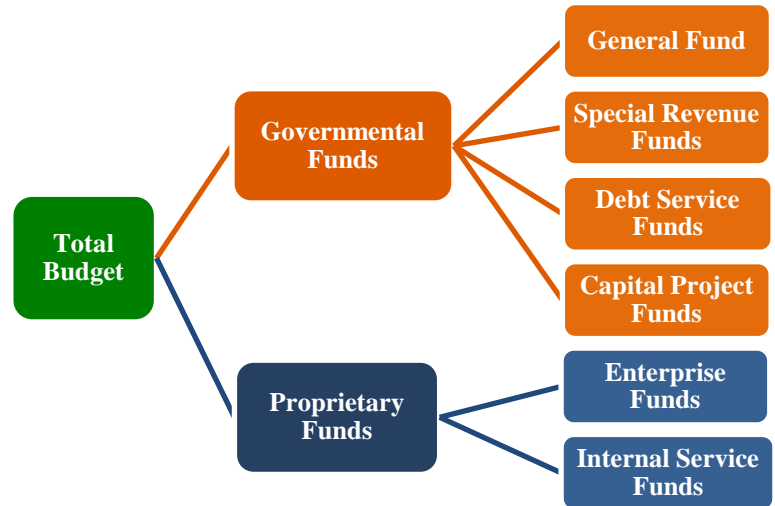 Total
Budget
Governmental
Funds
Proprietary
Funds
General Fund
Special Revenue
Funds
Debt Service
Funds
Capital Project
Funds
Enterprise
Funds
Internal Service
Funds